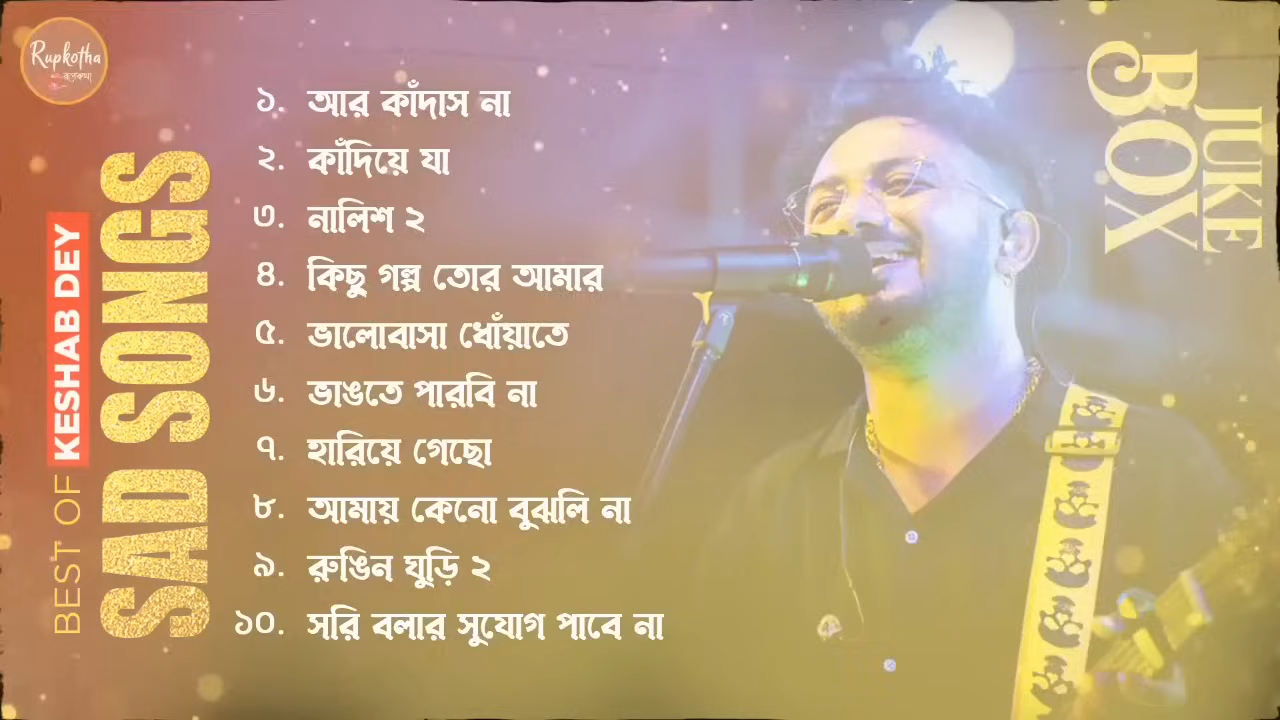 Rupkotha
রূপকথা
BEST OF KESHAB DEY
SAD SONGS
১. আর কাঁদাস না
২. কাঁদিয়ে যা
৩. নালিশ ২
৪. কিছু গল্প তোর আমার
৫. ভালোবাসা ধোঁয়াতে
৬. ভাঙতে পারবি না
৭. হারিয়ে গেছো
৮. আমায় কেনো বুঝলি না
৯. রুঙিন ঘুড়ি ২
১০. সরি বলার সুযোগ পাবে না
JUKE
BOX